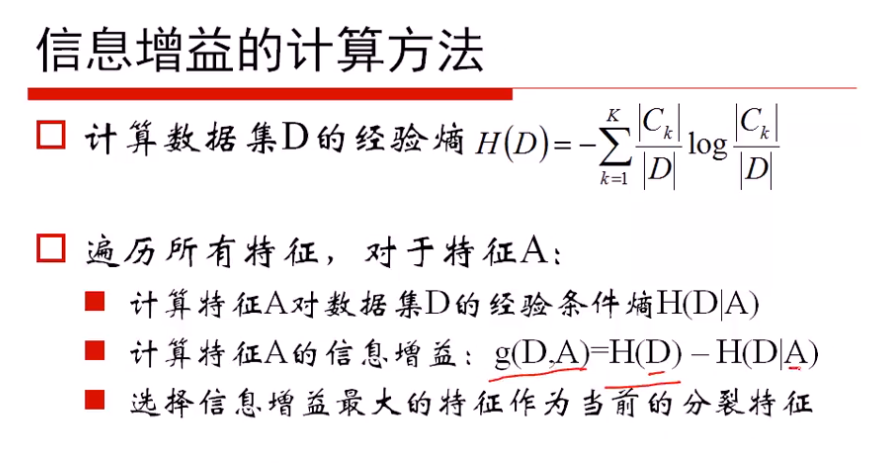 信息增益的计算方法
计算数据集D的经验熵 $H(D)=-\sum_{k=1}^{K}\frac{|C_k|}{|D|}\log\frac{|C_k|}{|D|}$
遍历所有特征，对于特征A：
计算特征A对数据集D的经验条件熵H(D|A)
计算特征A的信息增益：g(D,A)=H(D) – H(D|A)
选择信息增益最大的特征作为当前的分裂特征